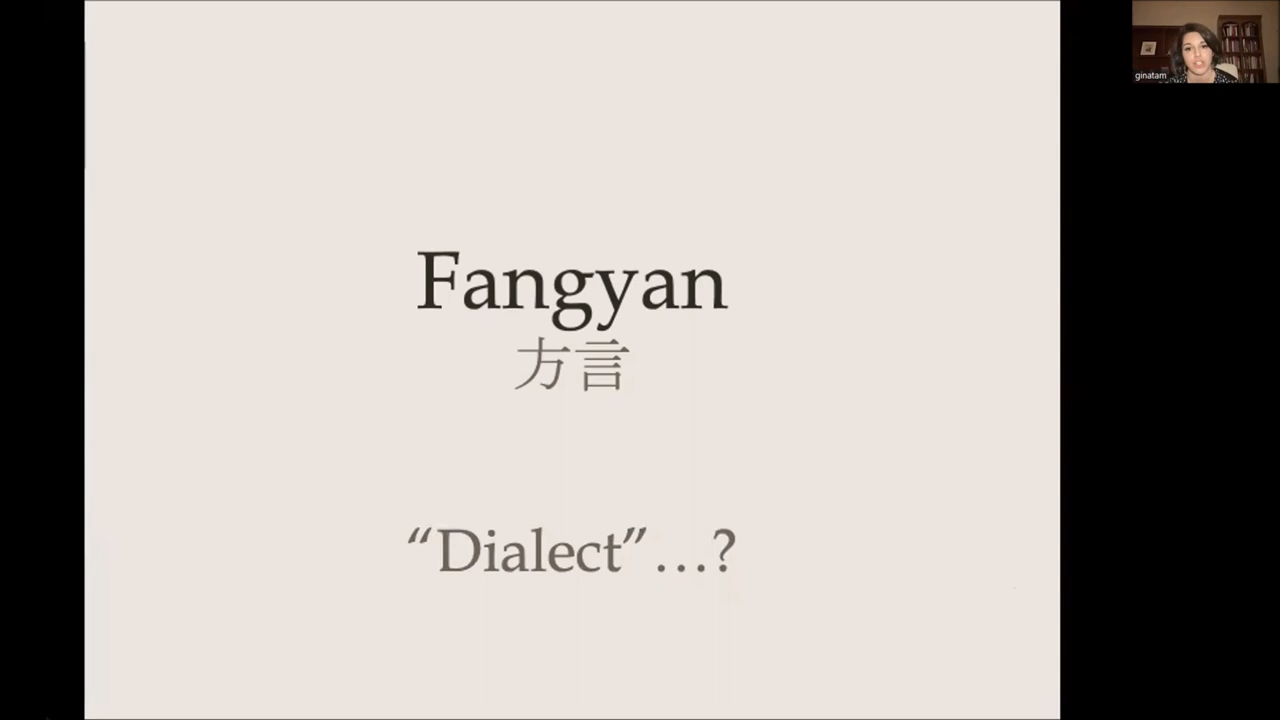 Fangyan
方言
“Dialect”...?
ginatam